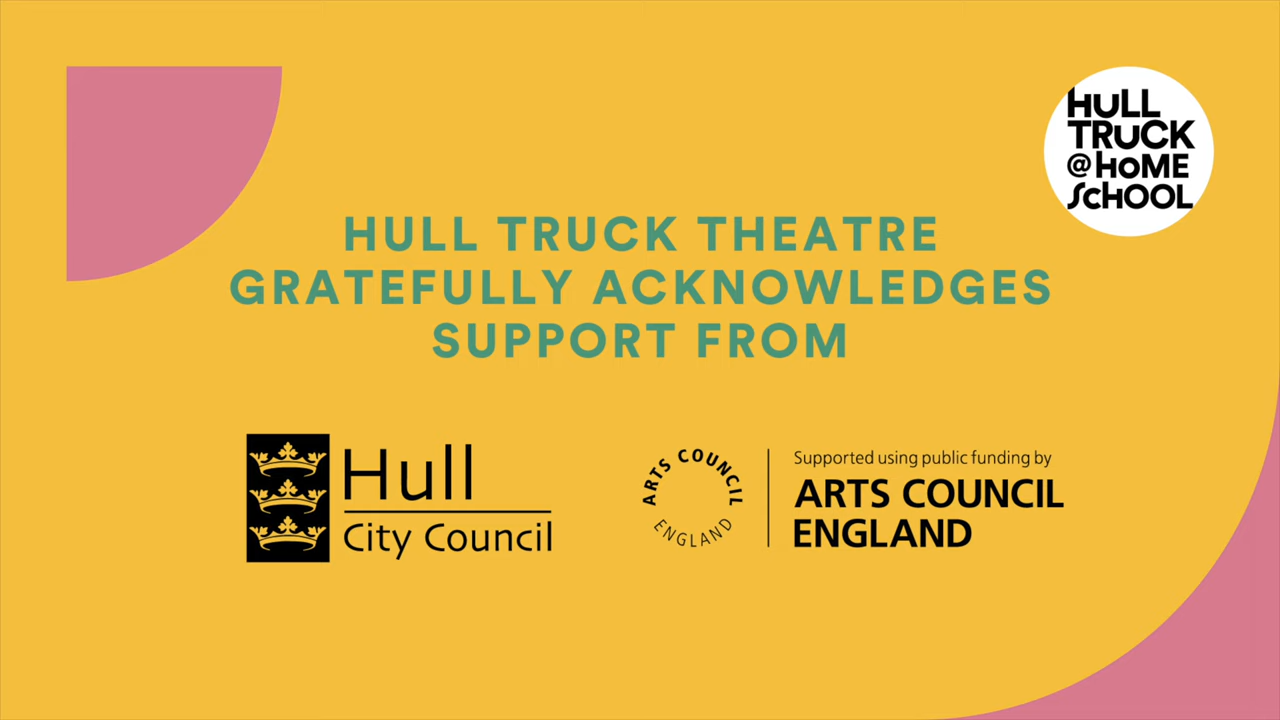 HULL
TRUCK
@HOME
SCHOOL
HULL TRUCK THEATRE
GRATEFULLY ACKNOWLEDGES
SUPPORT FROM
Hull
City Council
ARTS COUNCIL
ENGLAND
Supported using public funding by
ARTS COUNCIL
ENGLAND